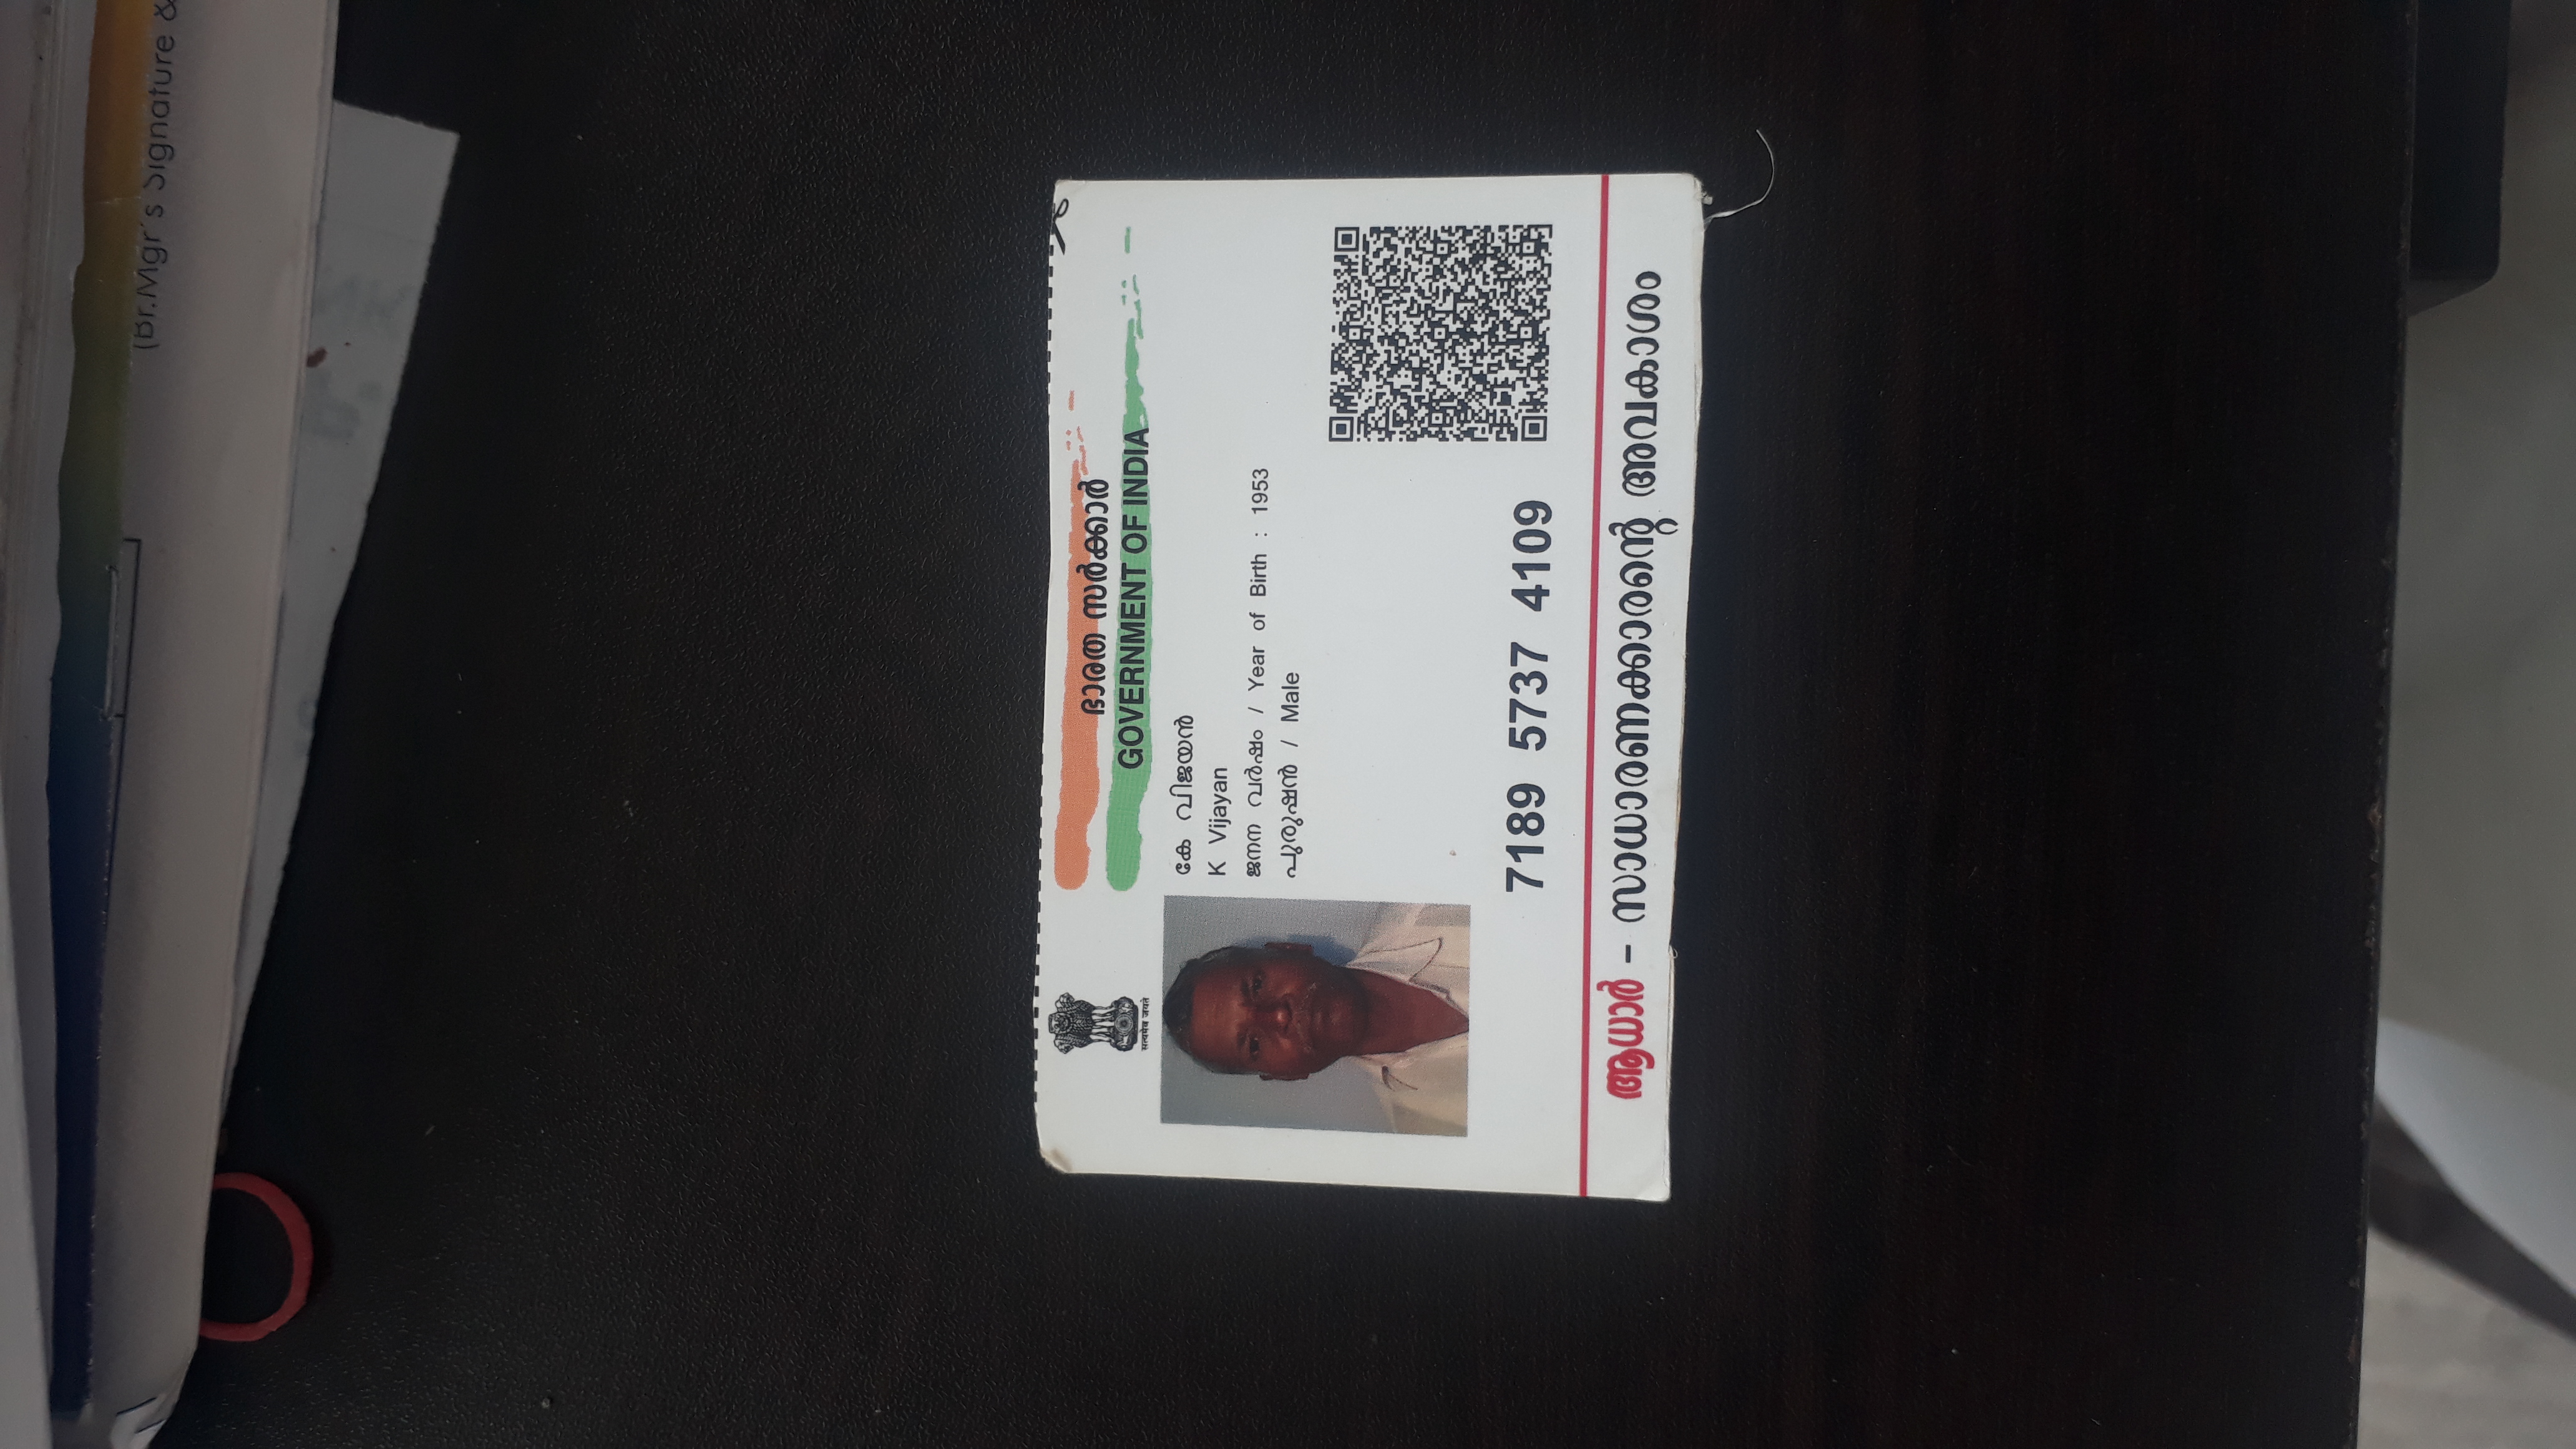 (Br.Mgr's Signature &
सत्यमेव जयते
ഭാരത സർക്കാർ
GOVERNMENT OF INDIA
കേ വിജയൻ
K Vijayan
ജനന വർഷം / Year of Birth : 1953
പുരുഷൻ / Male
7189 5737 4109
ആധാർ - സാധാരണക്കാരന്റെ അവകാശം